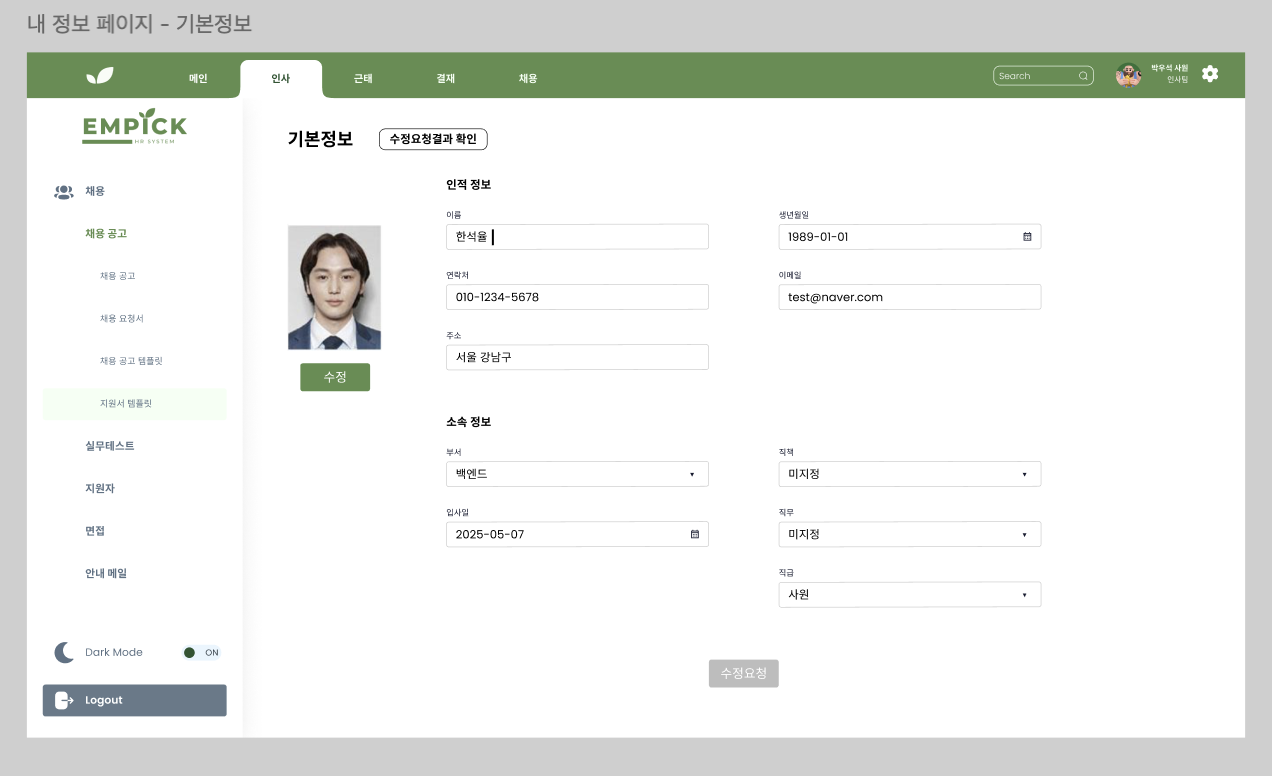 내 정보 페이지 - 기본정보
메인 인사 근태 결재 채용 Search 박우석 사원
인사팀
EMPICK
HR SYSTEM
채용
채용 공고
채용 공고
채용 요청서
채용 공고 템플릿
지원서 템플릿
실무테스트
지원자
면접
안내 메일
Dark Mode ON
Logout
기본정보 수정요청결과 확인
수정
인적 정보
이름 생년월일
한석율 1989-01-01
연락처 이메일
010-1234-5678 test@naver.com
주소
서울 강남구
소속 정보
부서 직책
백엔드 미지정
입사일 직무
2025-05-07 미지정
직급
사원
수정요청